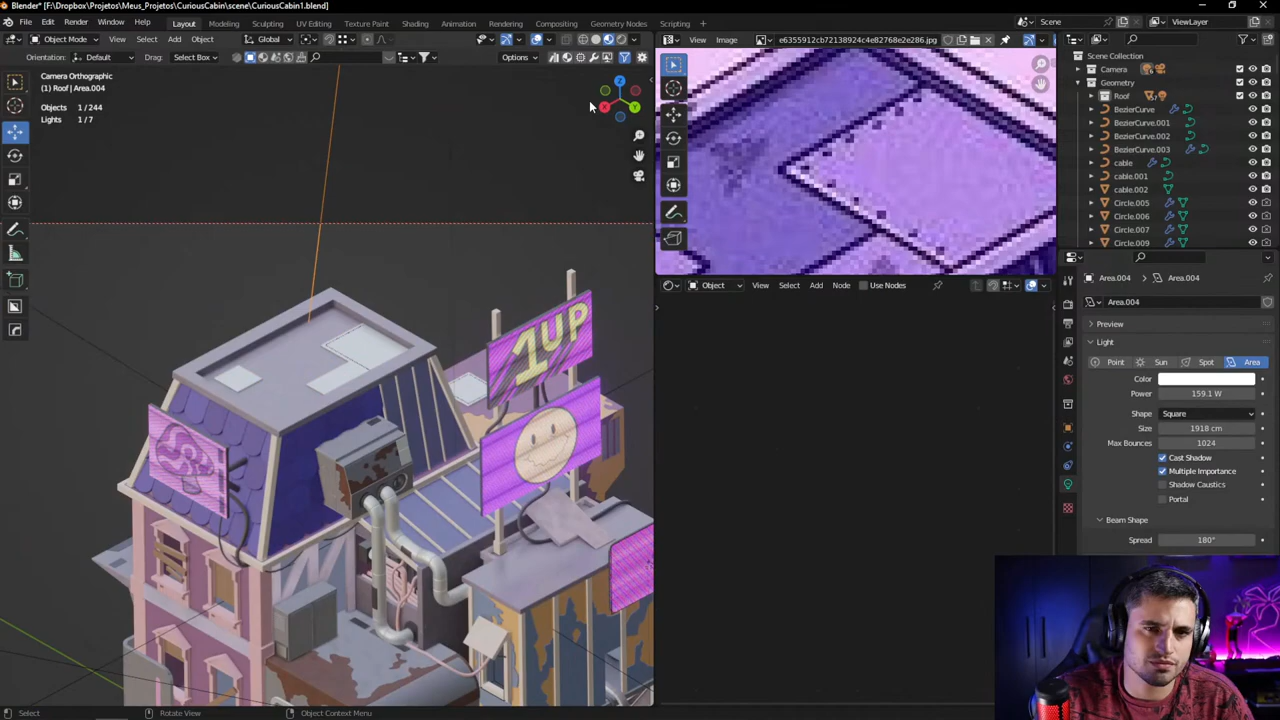 Blender* [F:\Dropbox\Projetos\Meus_Projetos\CuriousCabin\scene\CuriousCabin1.blend]
File Edit Render Window Help Layout Modeling Sculpting UV Editing Texture Paint Shading Animation Rendering Compositing Geometry Nodes Scripting Scene ViewLayer
Object Mode View Select Add Object Global View Image e6355912cb72138924c4e82768e2e286.jpg
Orientation: Default Drag: Select Box Options
Camera Orthographic
(1) Roof | Area.004
Objects 1/244
Lights 1/7
Z
X Y
1UP
Scene Collection
Camera
Geometry
Roof
BezierCurve
BezierCurve.001
BezierCurve.002
BezierCurve.003
cable
cable.001
cable.002
Circle.005
Circle.006
Circle.007
Circle.009
Object View Select Add Node Use Nodes
Area.004 Area.004
Area.004
Preview
Light
Point Sun Spot Area
Color
Power 159.1 W
Shape Square
Size 1918 cm
Max Bounces 1024
Cast Shadow
Multiple Importance
Shadow Caustics
Portal
Beam Shape
Spread 180°
Select Rotate View Object Context Menu